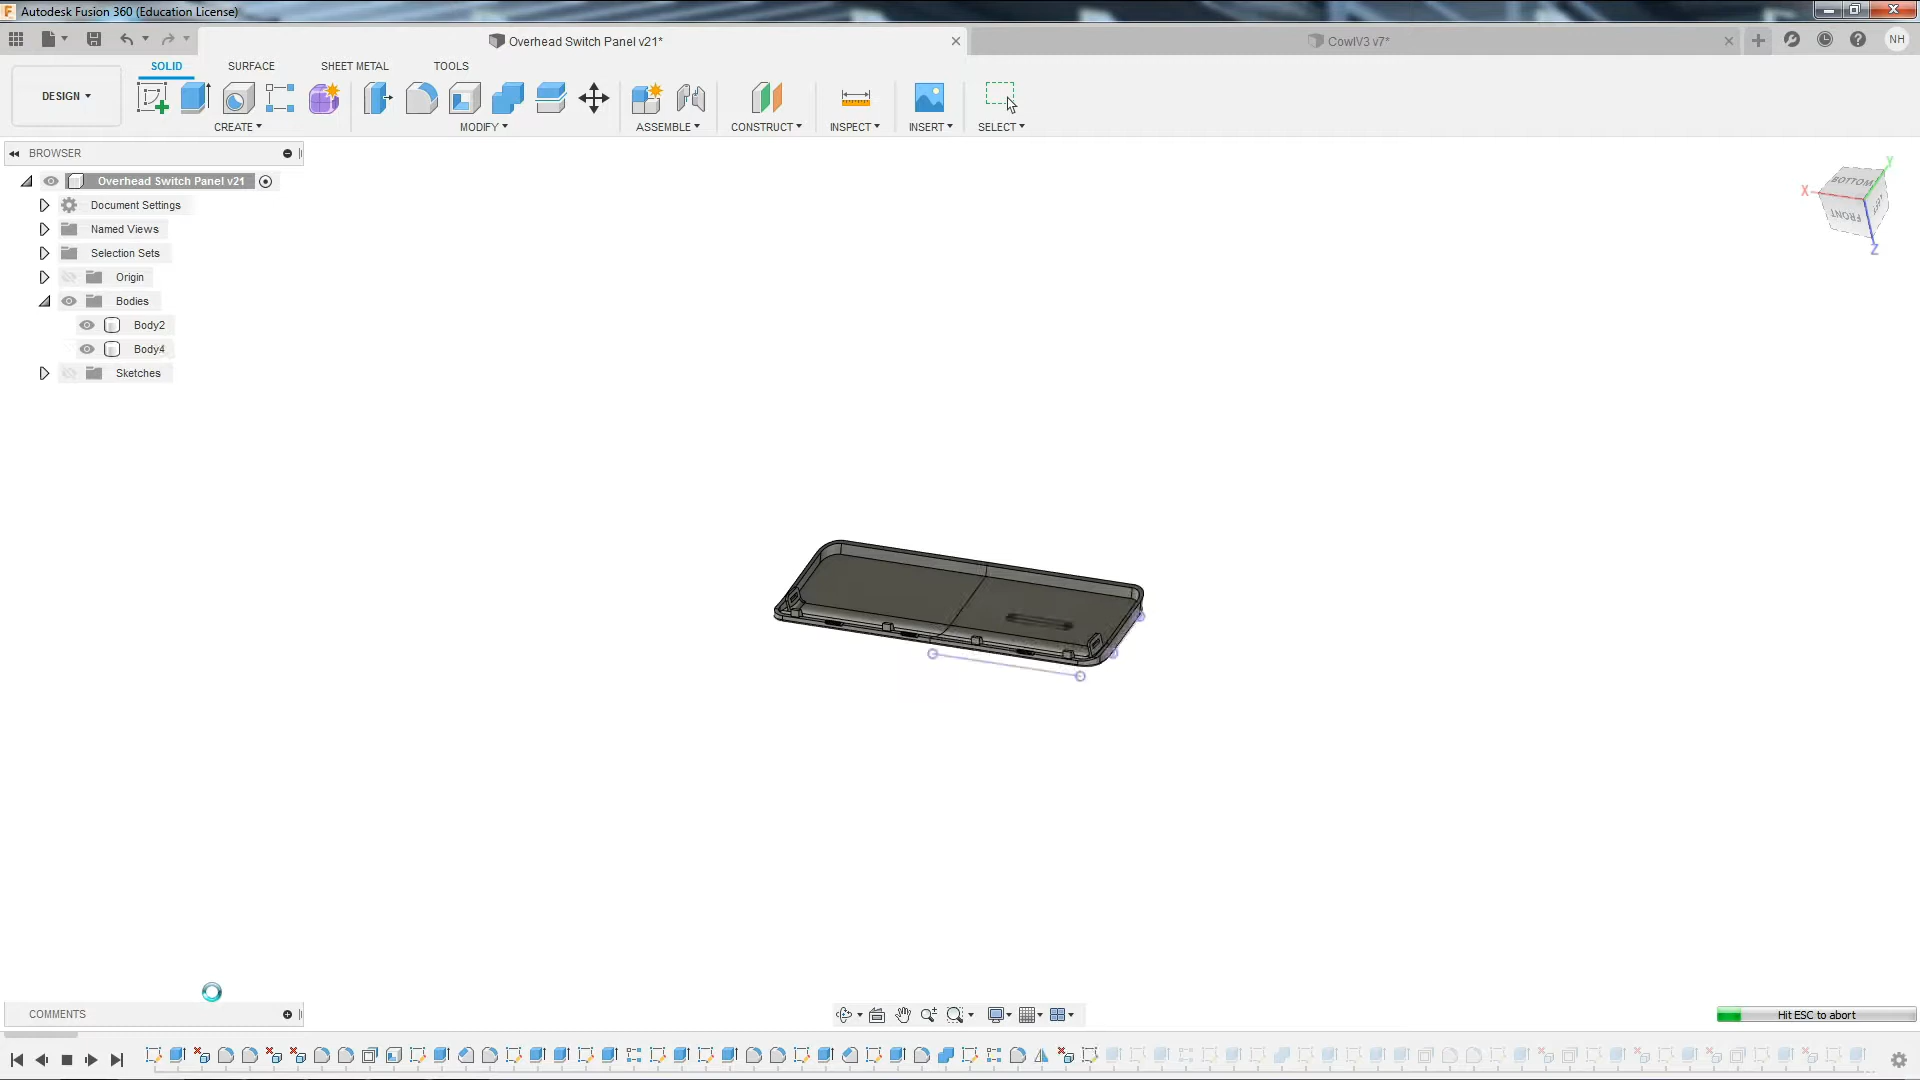 Autodesk Fusion 360 (Education License)
Overhead Switch Panel v21*
CowlV3 v7*
NH
DESIGN
SOLID
SURFACE
SHEET METAL
TOOLS
CREATE
MODIFY
ASSEMBLE
CONSTRUCT
INSPECT
INSERT
SELECT
BROWSER
Overhead Switch Panel v21
Document Settings
Named Views
Selection Sets
Origin
Bodies
Body2
Body4
Sketches
Y
X
BOTTOM
FRONT
LEFT
Z
COMMENTS
Hit ESC to abort